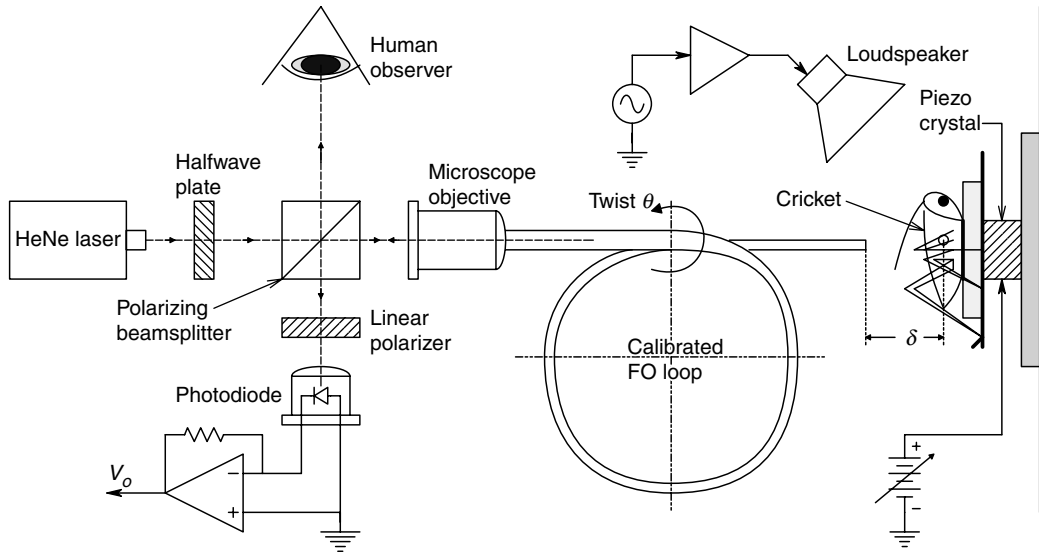 Human
observer
Loudspeaker
Piezo
crystal
Halfwave
plate
Microscope
objective
Twist θ
Cricket
HeNe laser
Polarizing
beamsplitter
Linear
polarizer
δ
Calibrated
FO loop
Photodiode
Vo
−
+
+
−